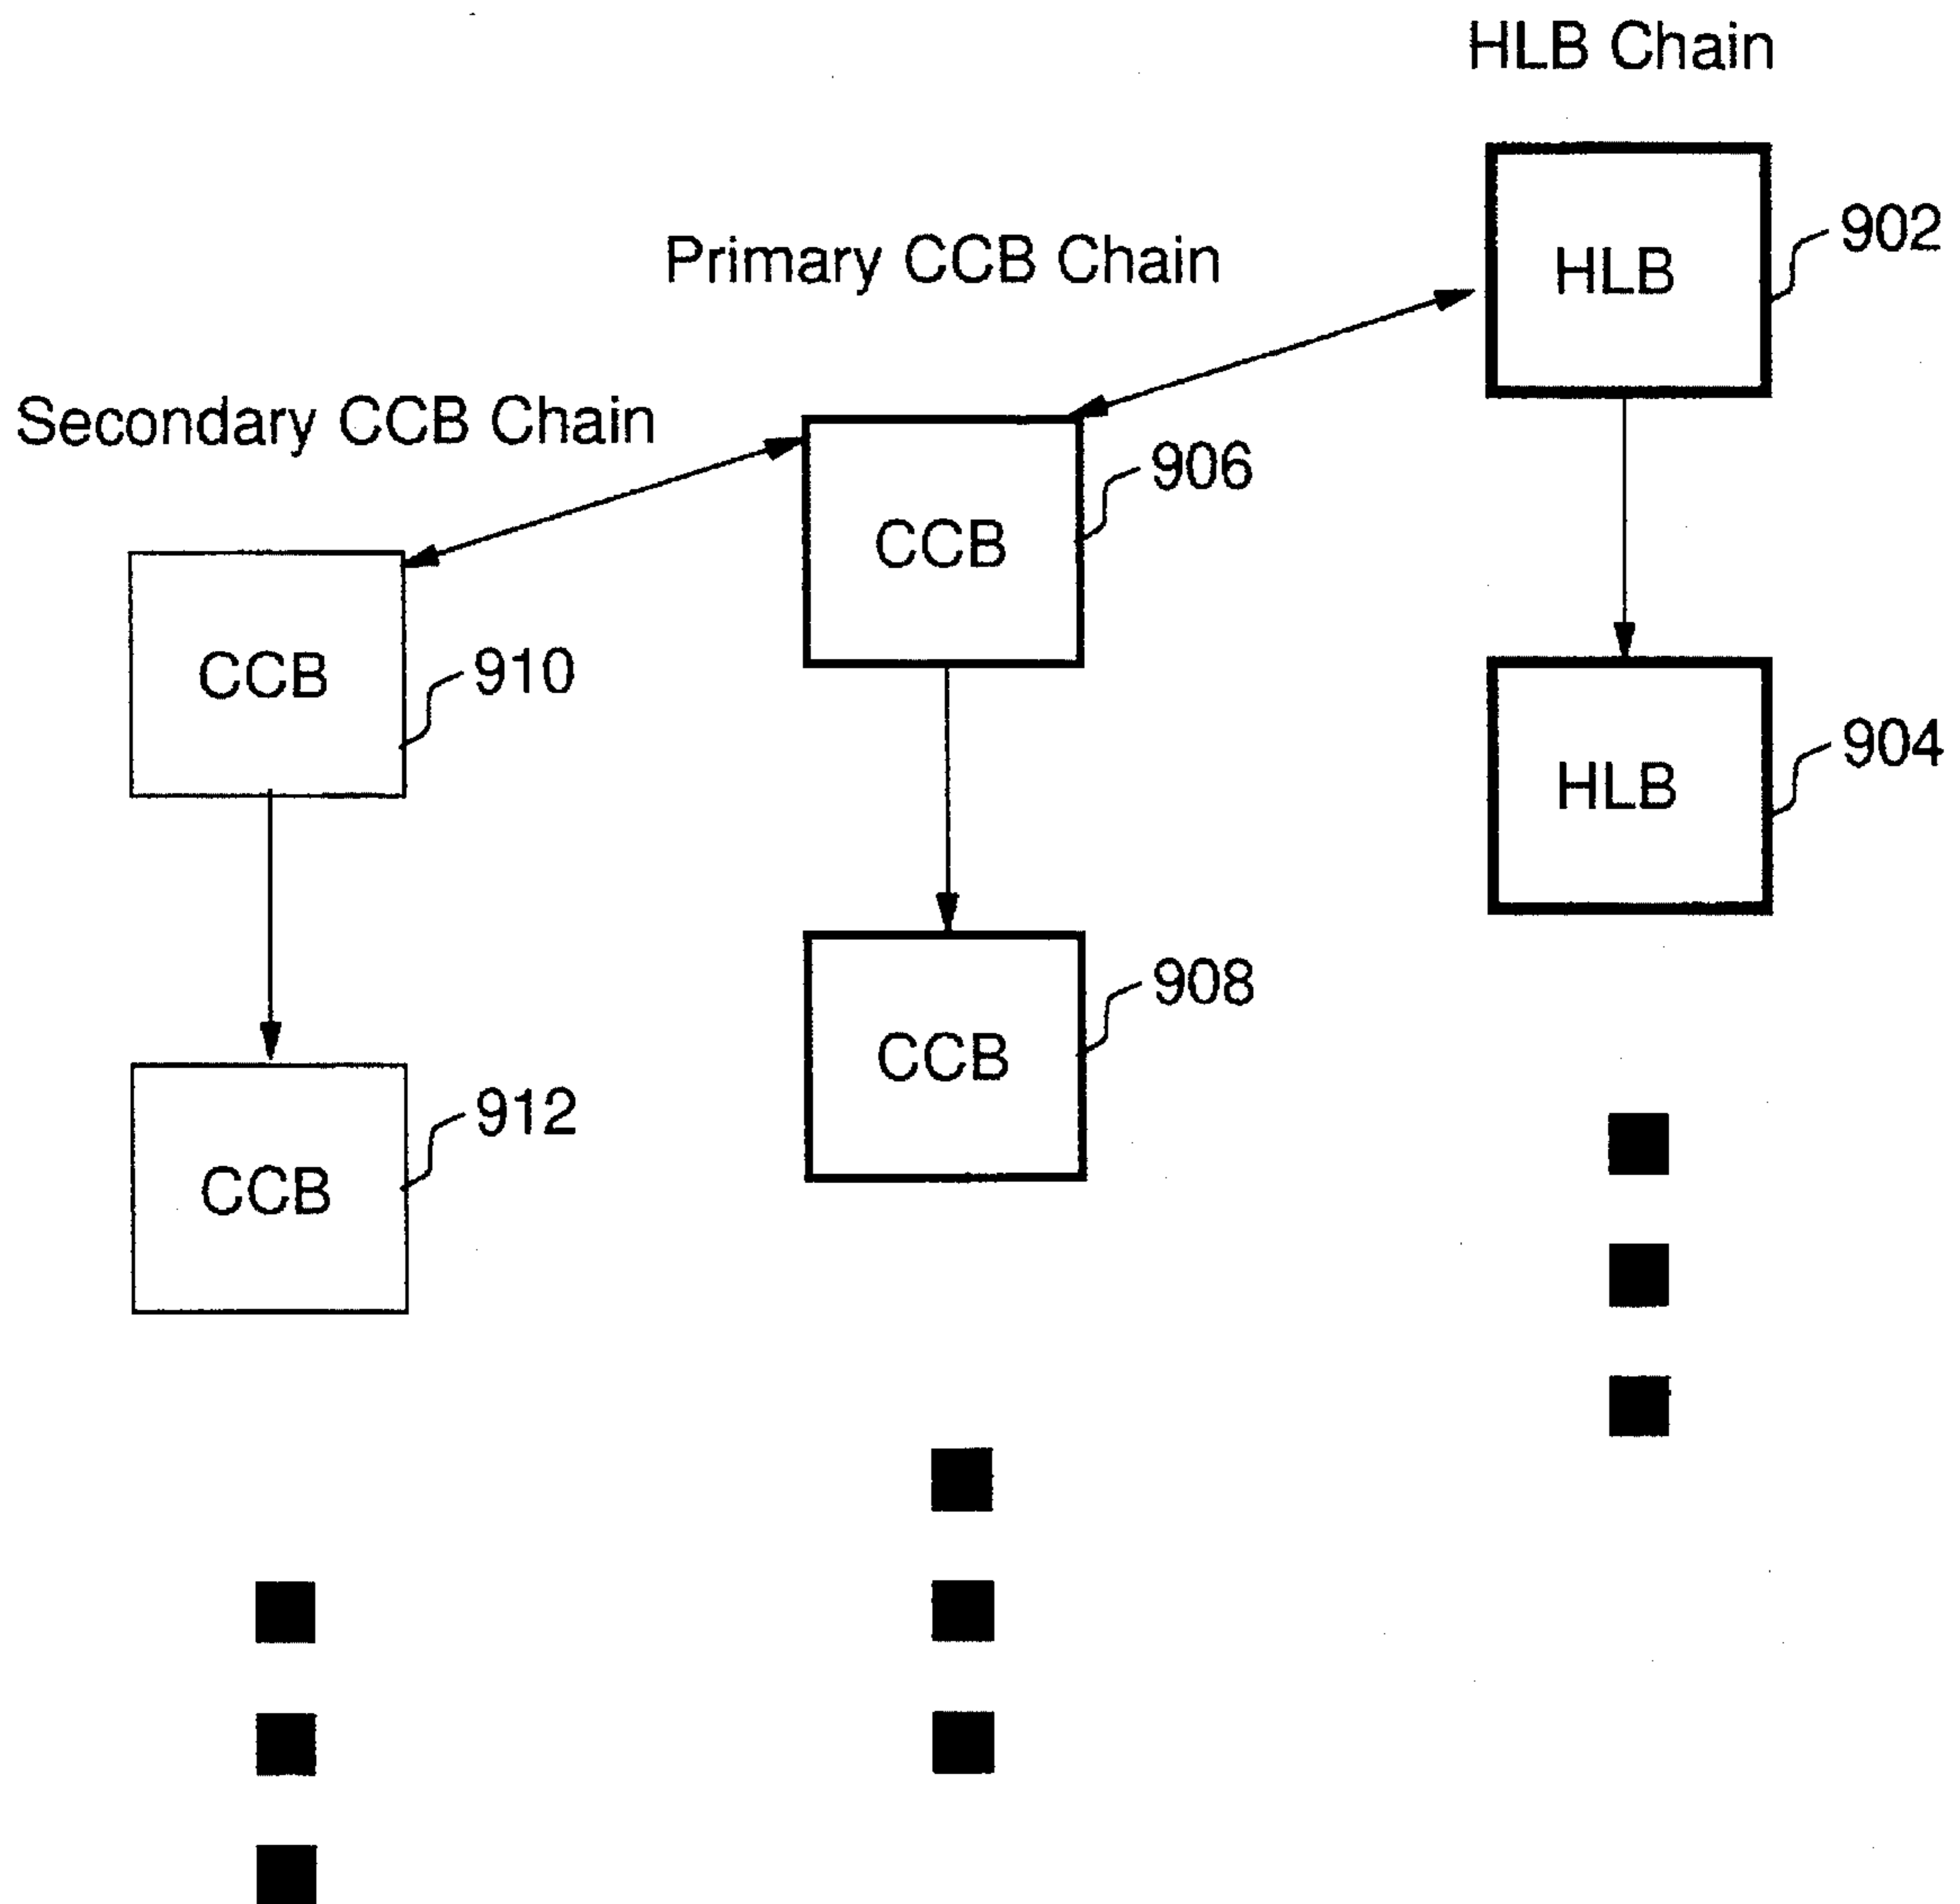 HLB Chain
HLB
902
Primary CCB Chain
Secondary CCB Chain
CCB
906
CCB
910
HLB
904
CCB
908
CCB
912